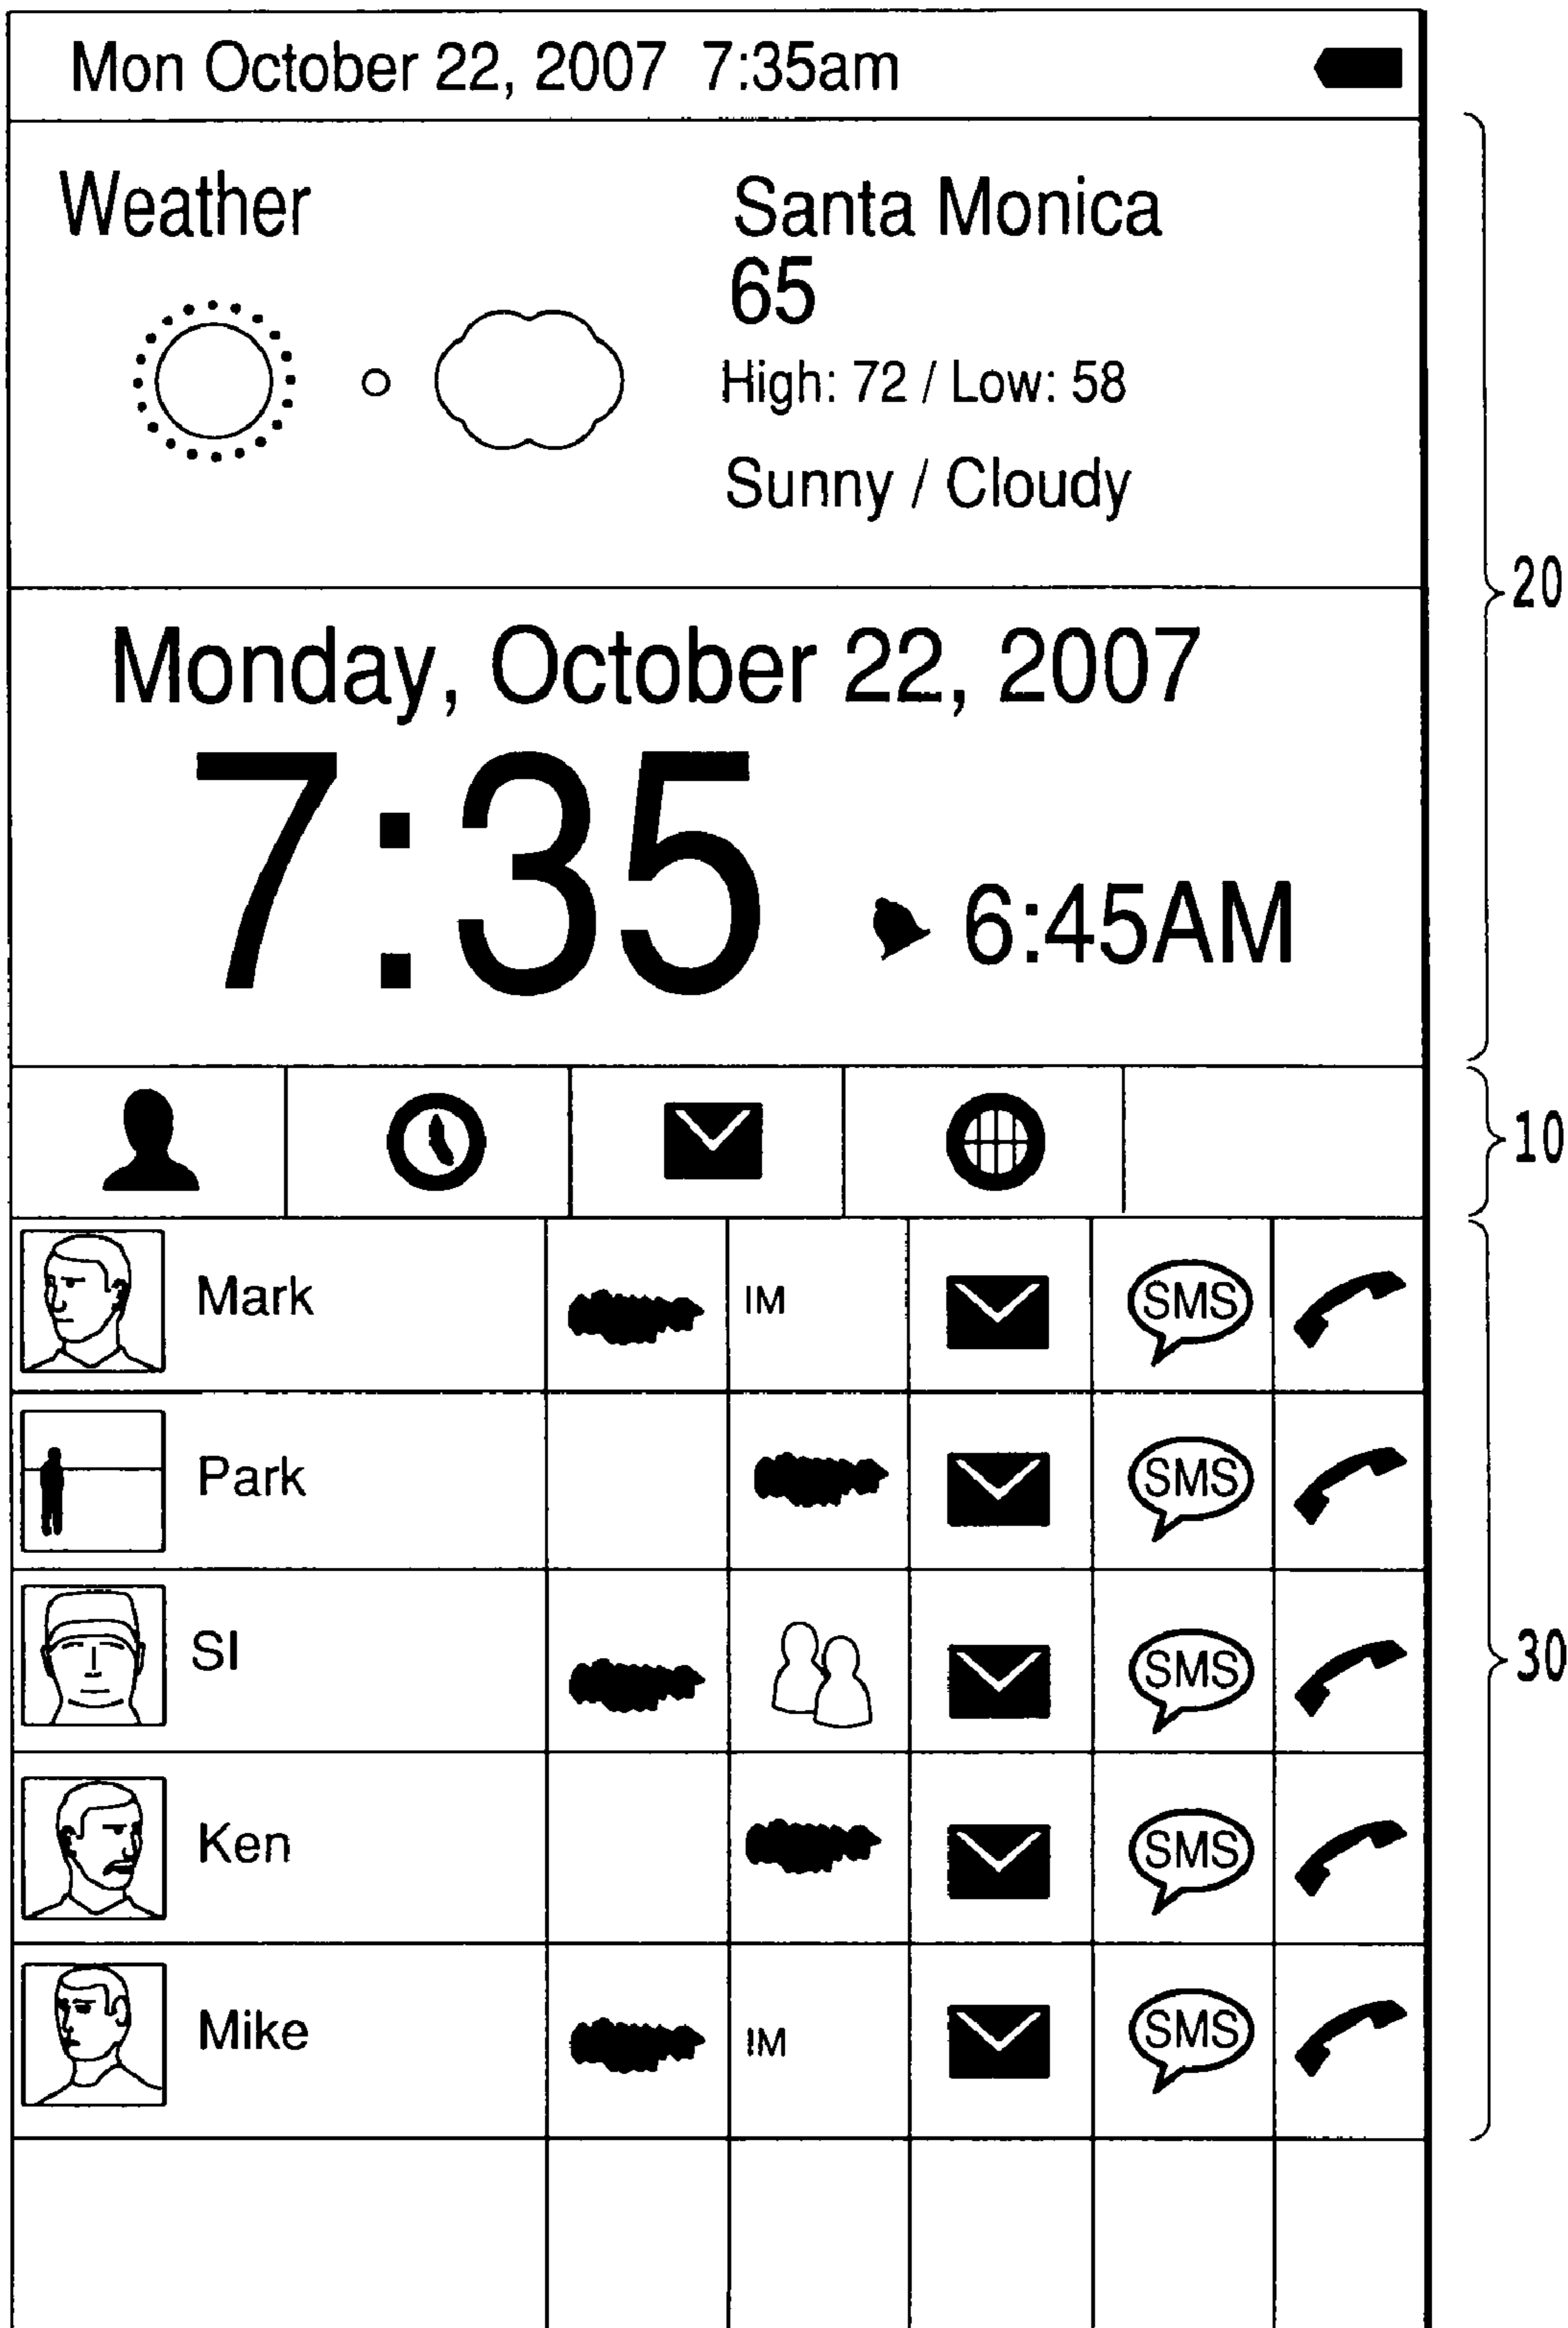 Mon October 22, 2007 7:35am
Weather
Santa Monica
65
High: 72 / Low: 58
Sunny / Cloudy
20
Monday, October 22, 2007
7:35
6:45AM
10
Mark
IM
SMS
Park
SMS
SI
SMS
30
Ken
SMS
Mike
IM
SMS